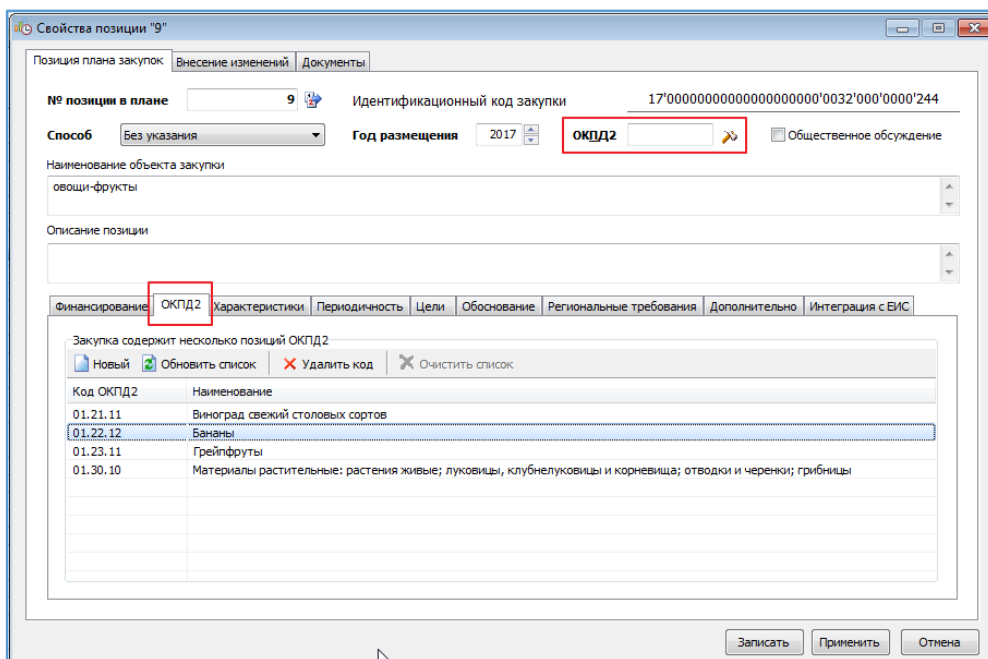 Свойства позиции "9"
Позиция плана закупок Внесение изменений Документы
№ позиции в плане 9 Идентификационный код закупки 17'00000000000000000000'0032'000'0000'244
Способ Без указания Год размещения 2017 ОКПД2 Общественное обсуждение
Наименование объекта закупки
овощи-фрукты
Описание позиции
Финансирование ОКПД2 Характеристики Периодичность Цели Обоснование Региональные требования Дополнительно Интеграция с ЕИС
Закупка содержит несколько позиций ОКПД2
Новый Обновить список Удалить код Очистить список
Код ОКПД2 Наименование
01.21.11 Виноград свежий столовых сортов
01.22.12 Бананы
01.23.11 Грейпфруты
01.30.10 Материалы растительные: растения живые; луковицы, клубнелуковицы и корневища; отводки и черенки; грибницы
Записать Применить Отмена